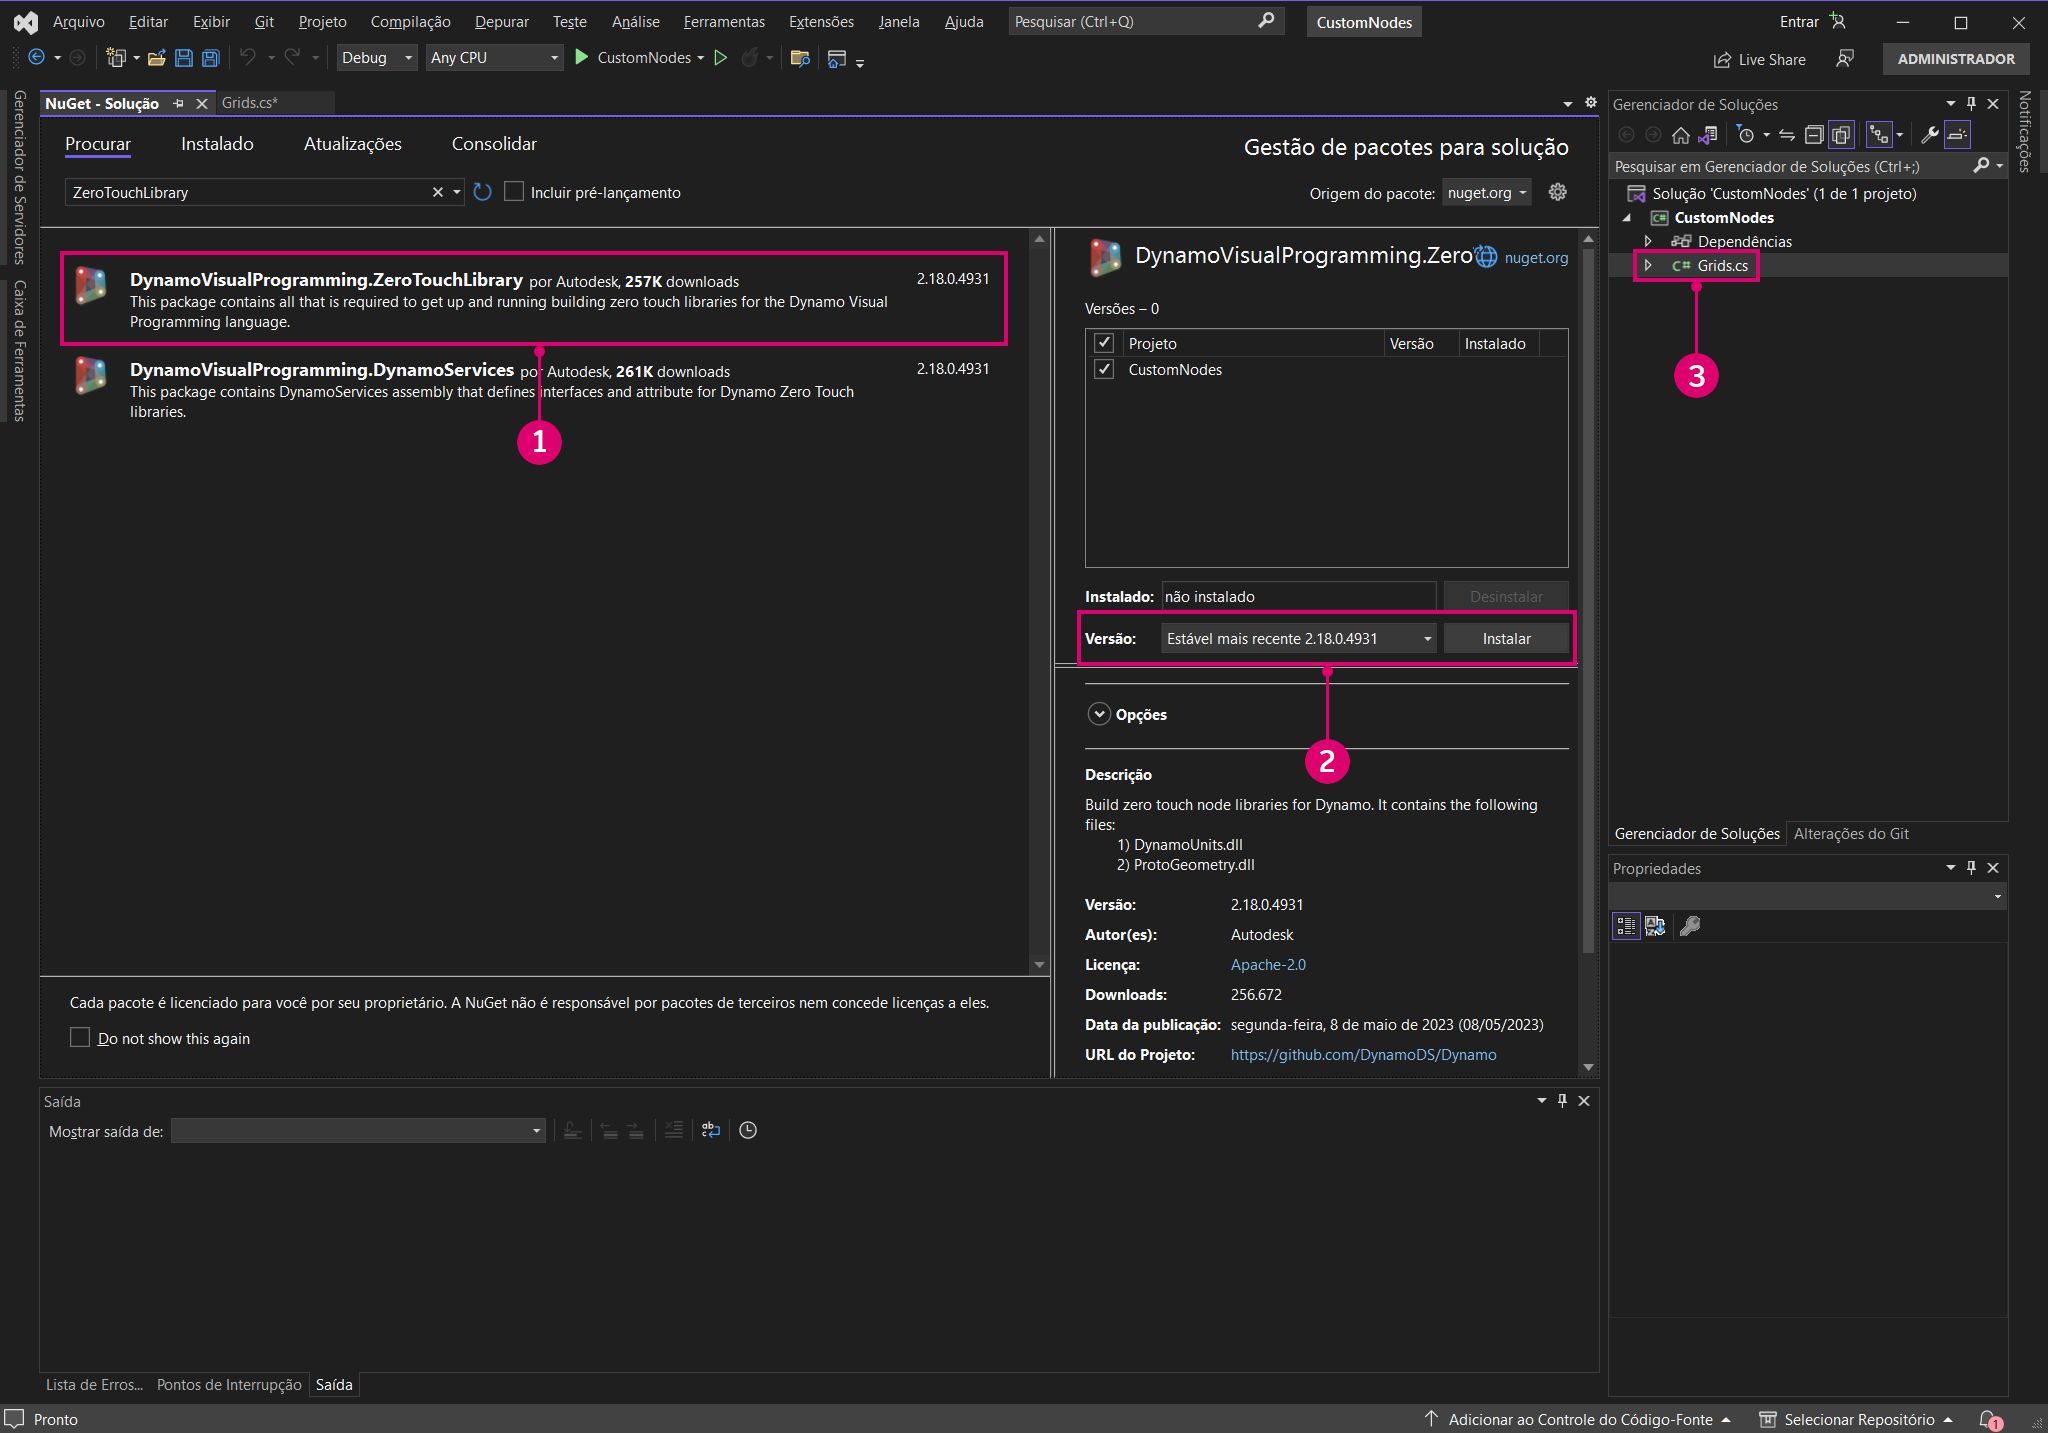 Arquivo Editar Exibir Git Projeto Compilação Depurar Teste Análise Ferramentas Extensões Janela Ajuda Pesquisar (Ctrl+Q) CustomNodes Entrar
Debug Any CPU CustomNodes Live Share ADMINISTRADOR
Gerenciador de Servidores
Caixa de Ferramentas
NuGet - Solução Grids.cs*
Procurar Instalado Atualizações Consolidar Gestão de pacotes para solução
ZeroTouchLibrary Incluir pré-lançamento Origem do pacote: nuget.org
DynamoVisualProgramming.ZeroTouchLibrary por Autodesk, 257K downloads 2.18.0.4931
This package contains all that is required to get up and running building zero touch libraries for the Dynamo Visual
Programming language.
DynamoVisualProgramming.DynamoServices por Autodesk, 261K downloads 2.18.0.4931
This package contains DynamoServices assembly that defines interfaces and attribute for Dynamo Zero Touch
libraries.
1
Cada pacote é licenciado para você por seu proprietário. A NuGet não é responsável por pacotes de terceiros nem concede licenças a eles.
Do not show this again
DynamoVisualProgramming.Zero nuget.org
Versões – 0
Projeto Versão Instalado
CustomNodes
Instalado: não instalado Desinstalar
Versão: Estável mais recente 2.18.0.4931 Instalar
2
Opções
Descrição
Build zero touch node libraries for Dynamo. It contains the following
files:
1) DynamoUnits.dll
2) ProtoGeometry.dll
Versão: 2.18.0.4931
Autor(es): Autodesk
Licença: Apache-2.0
Downloads: 256.672
Data da publicação: segunda-feira, 8 de maio de 2023 (08/05/2023)
URL do Projeto: https://github.com/DynamoDS/Dynamo
Gerenciador de Soluções
Pesquisar em Gerenciador de Soluções (Ctrl+;)
Solução 'CustomNodes' (1 de 1 projeto)
C# CustomNodes
Dependências
C# Grids.cs
3
Gerenciador de Soluções Alterações do Git
Propriedades
Notificações
Saída
Mostrar saída de:
Lista de Erros... Pontos de Interrupção Saída
Pronto Adicionar ao Controle do Código-Fonte Selecionar Repositório 1